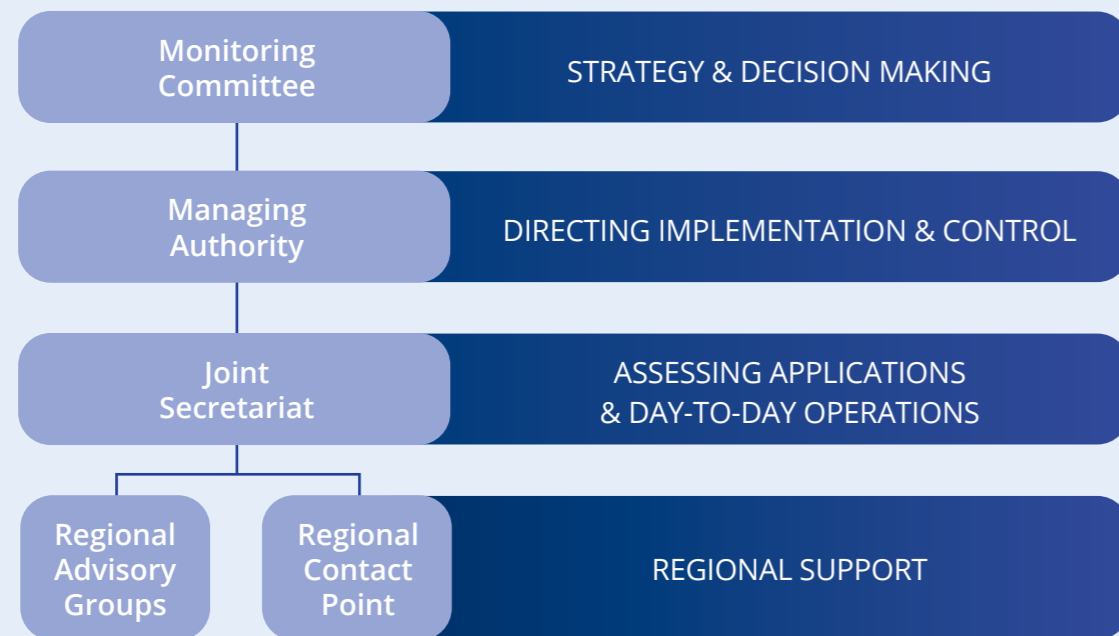 Monitoring
Committee
STRATEGY & DECISION MAKING
Managing
Authority
DIRECTING IMPLEMENTATION & CONTROL
Joint
Secretariat
ASSESSING APPLICATIONS
& DAY-TO-DAY OPERATIONS
Regional
Advisory
Groups
Regional
Contact
Point
REGIONAL SUPPORT